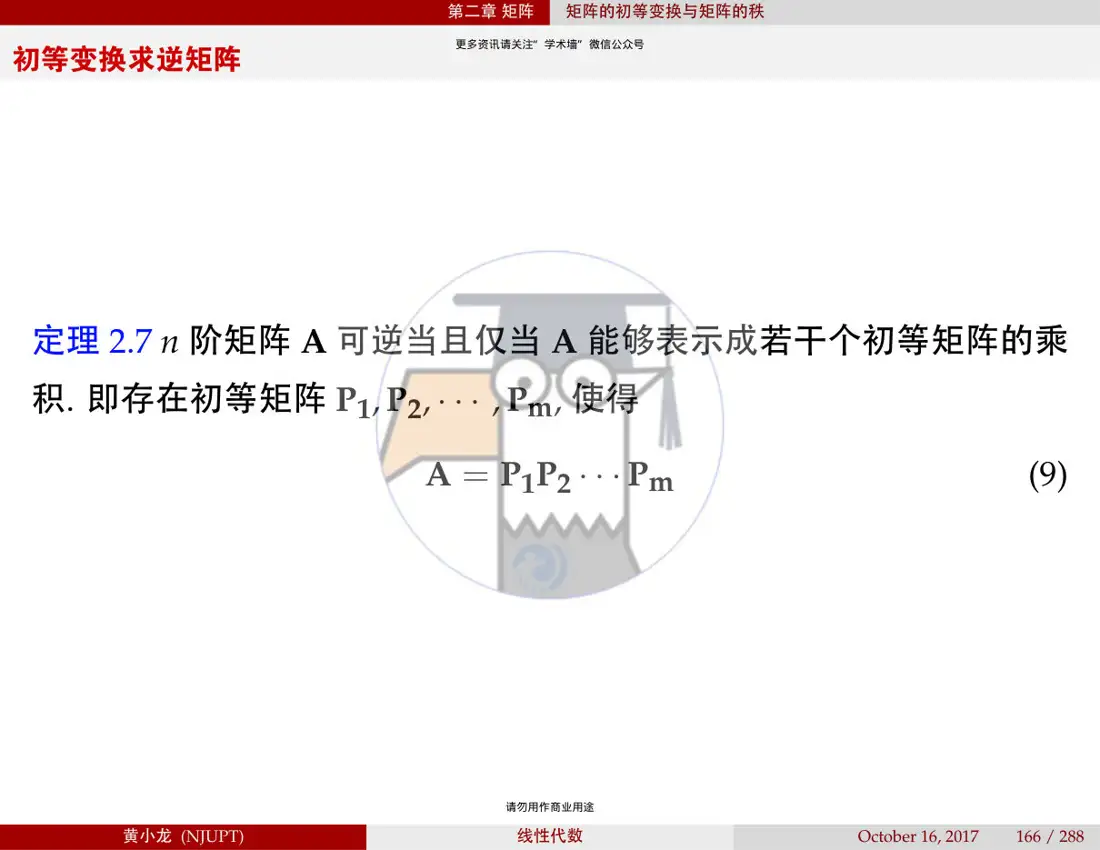 第二章 矩阵 矩阵的初等变换与矩阵的秩
更多资讯请关注“学术墙”微信公众号
初等变换求逆矩阵
定理 2.7 n 阶矩阵 A 可逆当且仅当 A 能够表示成若干个初等矩阵的乘
积. 即存在初等矩阵 P₁, P₂, ⋯ , Pₘ, 使得
A = P₁P₂ ⋯ Pₘ (9)
请勿用作商业用途
黄小龙 (NJUPT) 线性代数 October 16, 2017 166 / 288